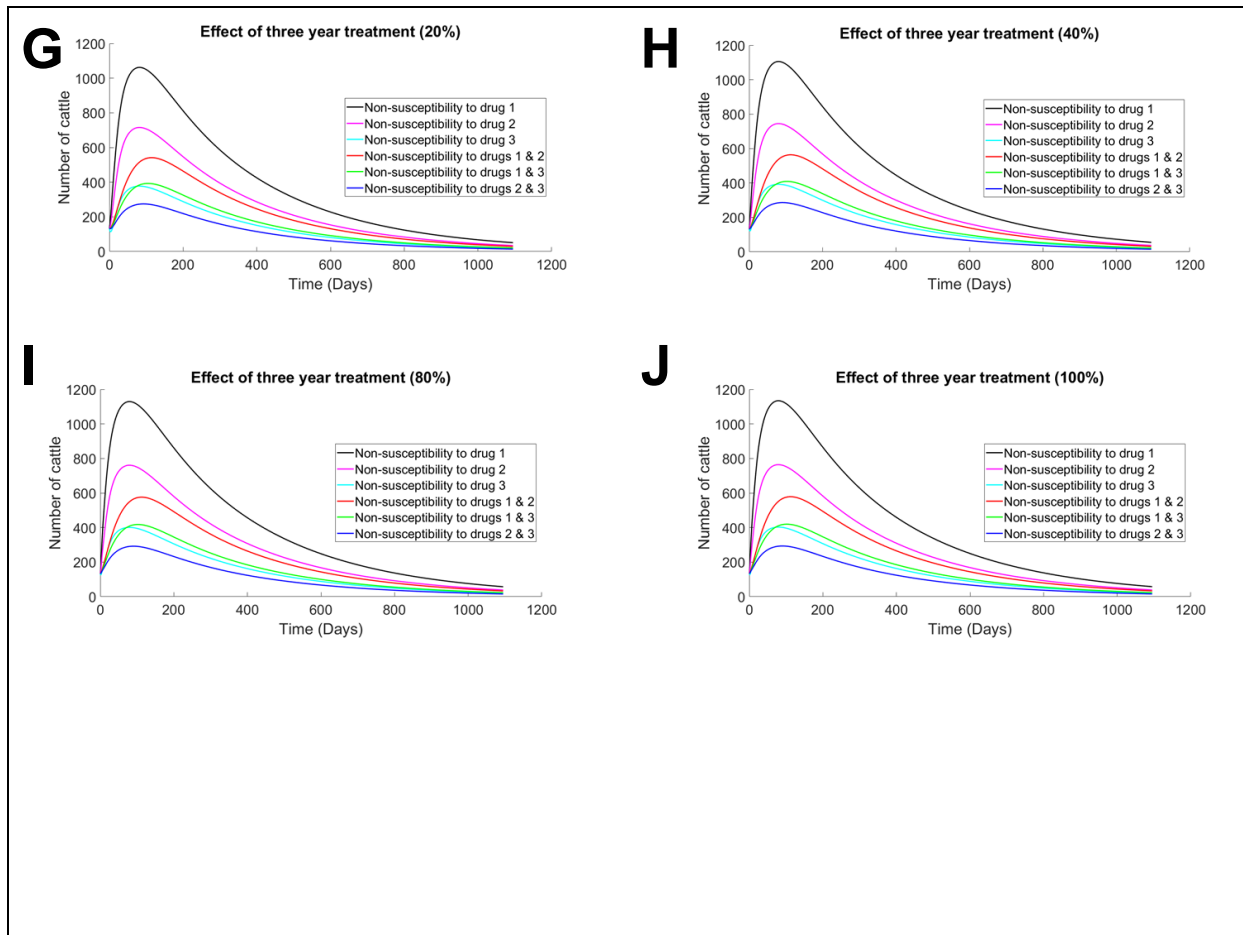 G
Effect of three year treatment (20%)
1200
1000
800
600
400
200
0
Number of cattle
Non-susceptibility to drug 1
Non-susceptibility to drug 2
Non-susceptibility to drug 3
Non-susceptibility to drugs 1 & 2
Non-susceptibility to drugs 1 & 3
Non-susceptibility to drugs 2 & 3
0 200 400 600 800 1000 1200
Time (Days)
H
Effect of three year treatment (40%)
1200
1000
800
600
400
200
0
Number of cattle
Non-susceptibility to drug 1
Non-susceptibility to drug 2
Non-susceptibility to drug 3
Non-susceptibility to drugs 1 & 2
Non-susceptibility to drugs 1 & 3
Non-susceptibility to drugs 2 & 3
0 200 400 600 800 1000 1200
Time (Days)
I
Effect of three year treatment (80%)
1200
1000
800
600
400
200
0
Number of cattle
Non-susceptibility to drug 1
Non-susceptibility to drug 2
Non-susceptibility to drug 3
Non-susceptibility to drugs 1 & 2
Non-susceptibility to drugs 1 & 3
Non-susceptibility to drugs 2 & 3
0 200 400 600 800 1000 1200
Time (Days)
J
Effect of three year treatment (100%)
1200
1000
800
600
400
200
0
Number of cattle
Non-susceptibility to drug 1
Non-susceptibility to drug 2
Non-susceptibility to drug 3
Non-susceptibility to drugs 1 & 2
Non-susceptibility to drugs 1 & 3
Non-susceptibility to drugs 2 & 3
0 200 400 600 800 1000 1200
Time (Days)